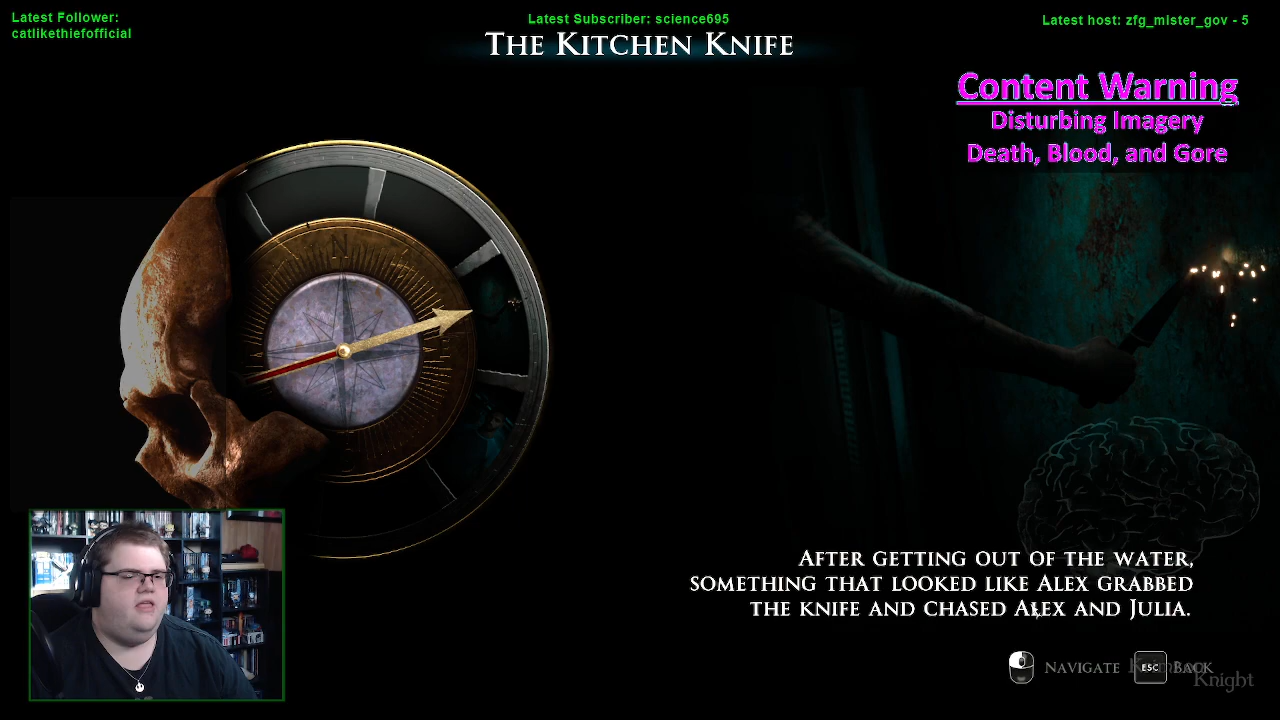 Latest Follower:
catlikethiefofficial
Latest Subscriber: science695
Latest host: zfg_mister_gov - 5
THE KITCHEN KNIFE
Content Warning
Disturbing Imagery
Death, Blood, and Gore
N
AFTER GETTING OUT OF THE WATER,
SOMETHING THAT LOOKED LIKE ALEX GRABBED
THE KNIFE AND CHASED ALEX AND JULIA.
NAVIGATE ESC BACK
Knight